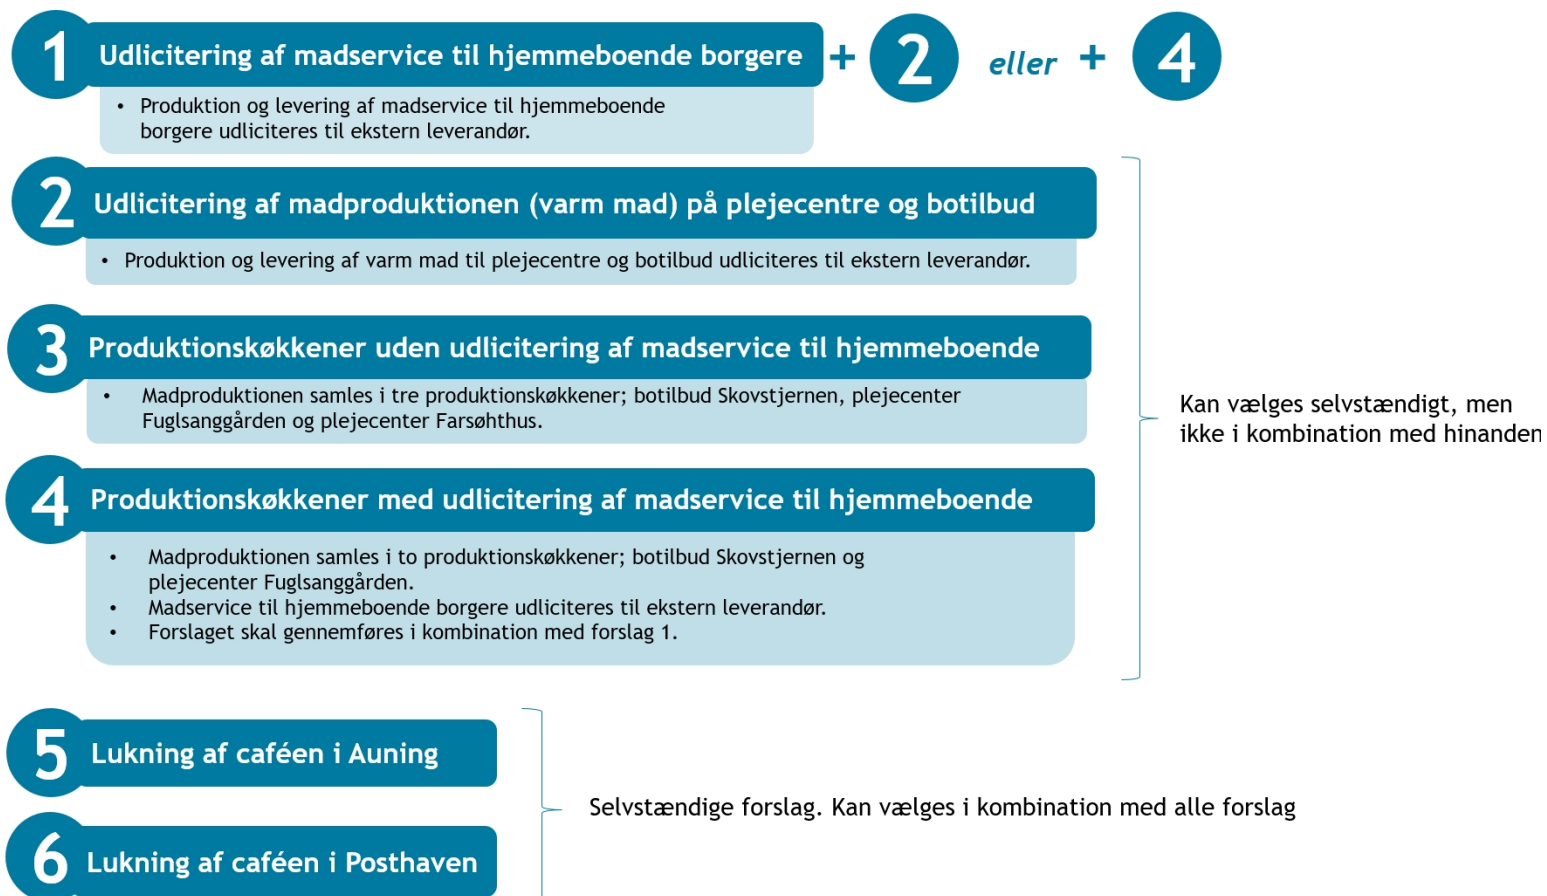 1 Udlicitering af madservice til hjemmeboende borgere + 2 eller + 4
• Produktion og levering af madservice til hjemmeboende
borgere udliciteres til ekstern leverandør.
2 Udlicitering af madproduktionen (varm mad) på plejecentre og botilbud
• Produktion og levering af varm mad til plejecentre og botilbud udliciteres til ekstern leverandør.
3 Produktionskøkkener uden udlicitering af madservice til hjemmeboende
• Madproduktionen samles i tre produktionskøkkener; botilbud Skovstjernen, plejecenter
Fuglsanggården og plejecenter Farsøhthus.
4 Produktionskøkkener med udlicitering af madservice til hjemmeboende
• Madproduktionen samles i to produktionskøkkener; botilbud Skovstjernen og
plejecenter Fuglsanggården.
• Madservice til hjemmeboende borgere udliciteres til ekstern leverandør.
• Forslaget skal gennemføres i kombination med forslag 1.
Kan vælges selvstændigt, men
ikke i kombination med hinanden
5 Lukning af caféen i Auning
6 Lukning af caféen i Posthaven
Selvstændige forslag. Kan vælges i kombination med alle forslag